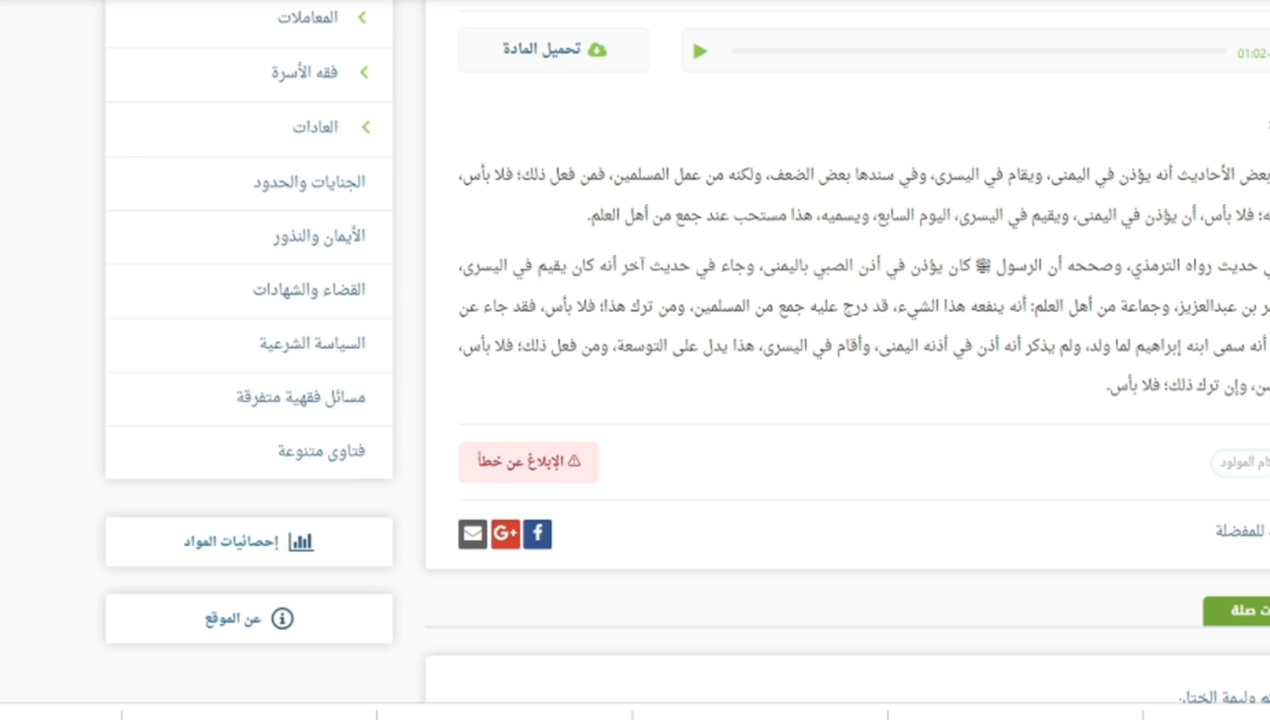 المعاملات
فقه الأسرة
العادات
الجنايات والحدود
الأيمان والنذور
القضاء والشهادات
السياسة الشرعية
مسائل فقهية متفرقة
فتاوى متنوعة
إحصائيات المواد
عن الموقع
01:02
تحميل المادة
بعض الأحاديث أنه يؤذن في اليمنى، ويقام في اليسرى، وفي سندها بعض الضعف، ولكنه من عمل المسلمين، فمن فعل ذلك؛ فلا بأس،
فلا بأس، أن يؤذن في اليمنى، ويقيم في اليسرى، اليوم السابع، ويسميه، هذا مستحب عند جمع من أهل العلم.
حديث رواه الترمذي، وصححه أن الرسول ﷺ كان يؤذن في أذن الصبي باليمنى، وجاء في حديث آخر أنه كان يقيم في اليسرى،
بن عبدالعزيز، وجماعة من أهل العلم: أنه ينفعه هذا الشيء، قد درج عليه جمع من المسلمين، ومن ترك هذا؛ فلا بأس، فقد جاء عن
أنه سمى ابنه إبراهيم لما ولد، ولم يذكر أنه أذن في أذنه اليمنى، وأقام في اليسرى، هذا يدل على التوسعة، ومن فعل ذلك؛ فلا بأس،
وإن ترك ذلك؛ فلا بأس.
المولود
الإبلاغ عن خطأ
للمفضلة
G+ f
صلة
وليمة الختان